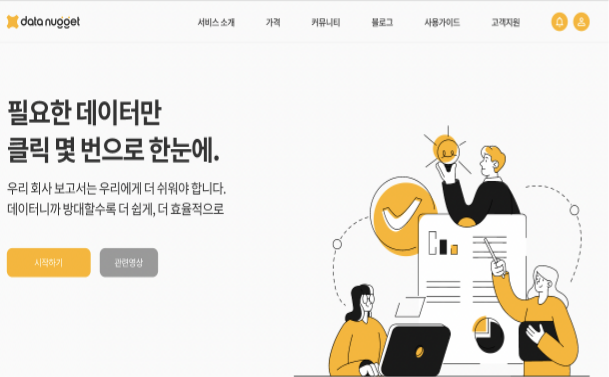 data nugget
서비스 소개 가격 커뮤니티 블로그 사용가이드 고객지원
필요한 데이터만
클릭 몇 번으로 한눈에.
우리 회사 보고서는 우리에게 더 쉬워야 합니다.
데이터니까 방대할수록 더 쉽게, 더 효율적으로
시작하기 관련영상